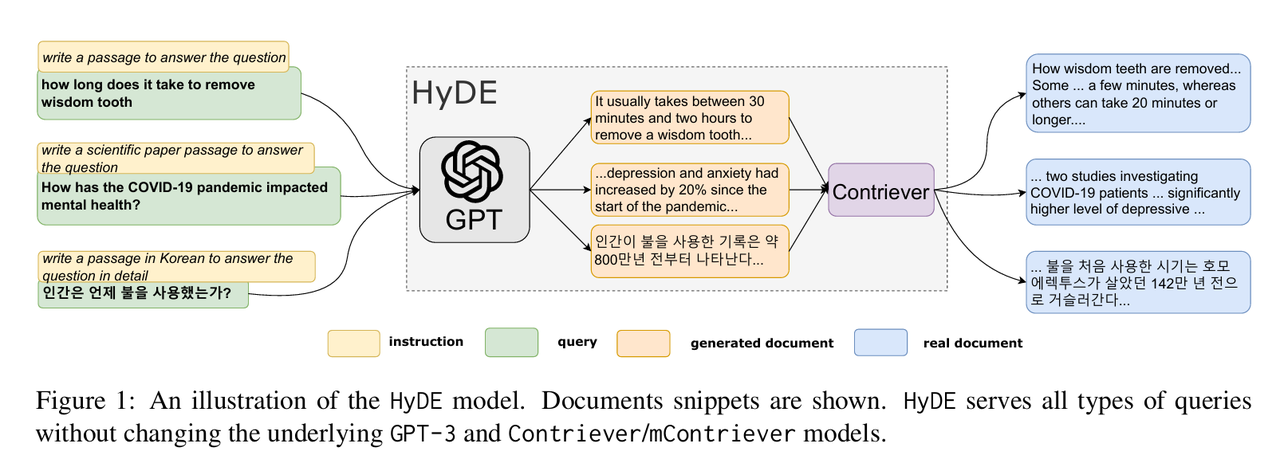 write a passage to answer the question
how long does it take to remove
wisdom tooth
write a scientific paper passage to answer
the question
How has the COVID-19 pandemic impacted
mental health?
write a passage in Korean to answer the
question in detail
인간은 언제 불을 사용했는가?
HyDE
GPT
It usually takes between 30
minutes and two hours to
remove a wisdom tooth...
...depression and anxiety had
increased by 20% since the
start of the pandemic...
인간이 불을 사용한 기록은 약
800만년 전부터 나타난다...
Contriever
How wisdom teeth are removed...
Some ... a few minutes, whereas
others can take 20 minutes or
longer....
... two studies investigating
COVID-19 patients ... significantly
higher level of depressive ...
... 불을 처음 사용한 시기는 호모
에렉투스가 살았던 142만 년 전으
로 거슬러간다...
instruction
query
generated document
real document
Figure 1: An illustration of the HyDE model. Documents snippets are shown. HyDE serves all types of queries
without changing the underlying GPT-3 and Contriever/mContriever models.